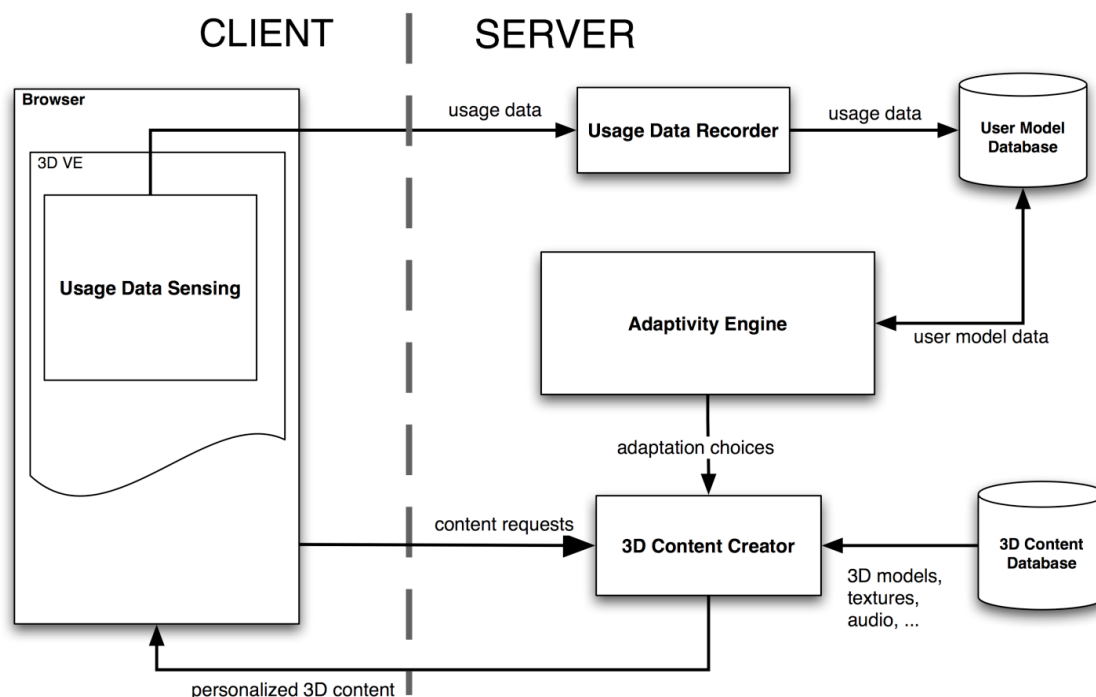 CLIENT
SERVER
Browser
usage data
Usage Data Recorder
usage data
User Model
Database
3D VE
Usage Data Sensing
Adaptivity Engine
user model data
adaptation choices
content requests
3D Content Creator
3D Content
Database
3D models,
textures,
audio, ...
personalized 3D content